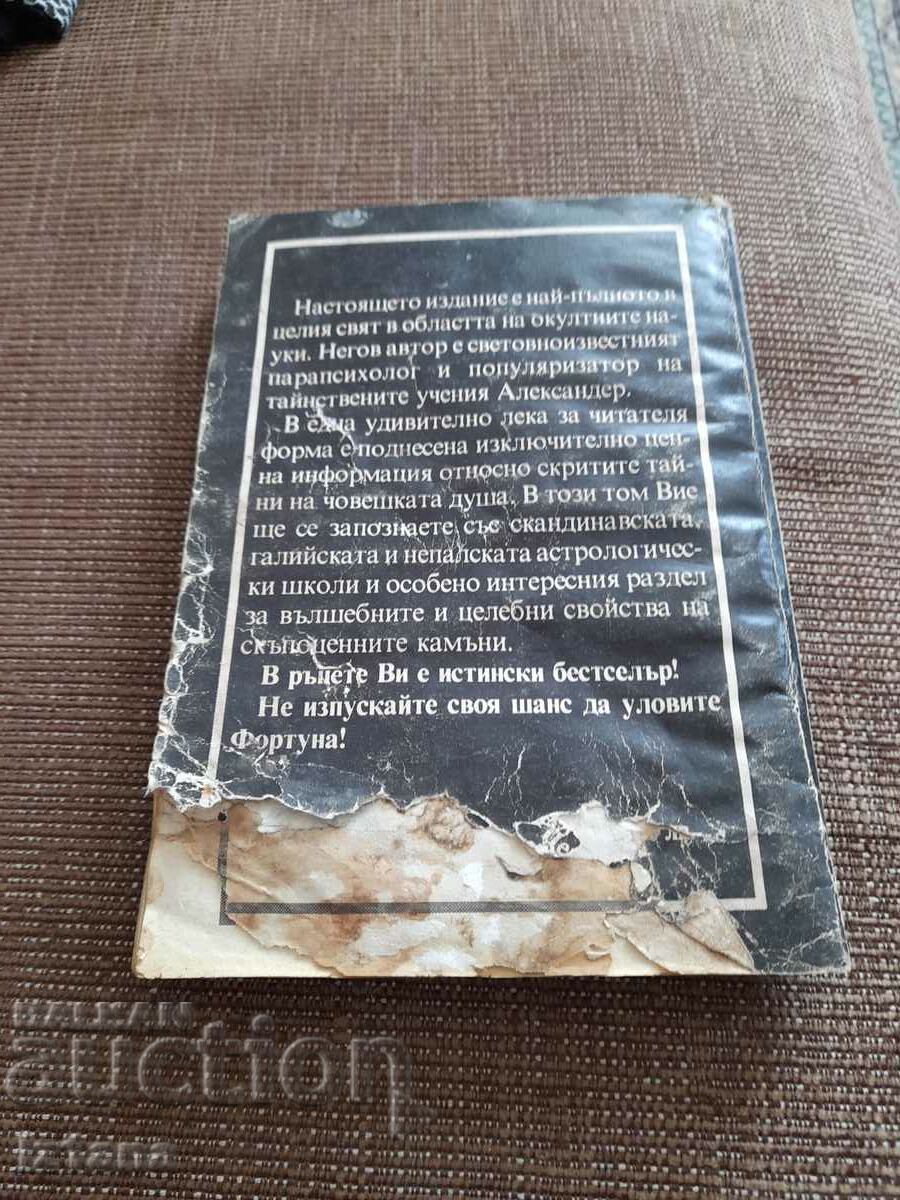 Настоящето издание е най-пълното в
целия свят в областта на окултните на-
уки. Негов автор е световноизвестният
парапсихолог и популяризатор на
тайнствените учения Александер.
В една удивително лека за читателя
форма е поднесена изключително цен-
на информация относно скритите тай-
ни на човешката душа. В този том Вие
ще се запознаете със скандинавската,
галийската и непалската астрологичес-
ки школи и особено интересния раздел
за вълшебните и целебни свойства на
скъпоценните камъни.
В ръцете Ви е истински бестселър!
Не изпускайте своя шанс да уловите
Фортуна!
BALKAN
auction